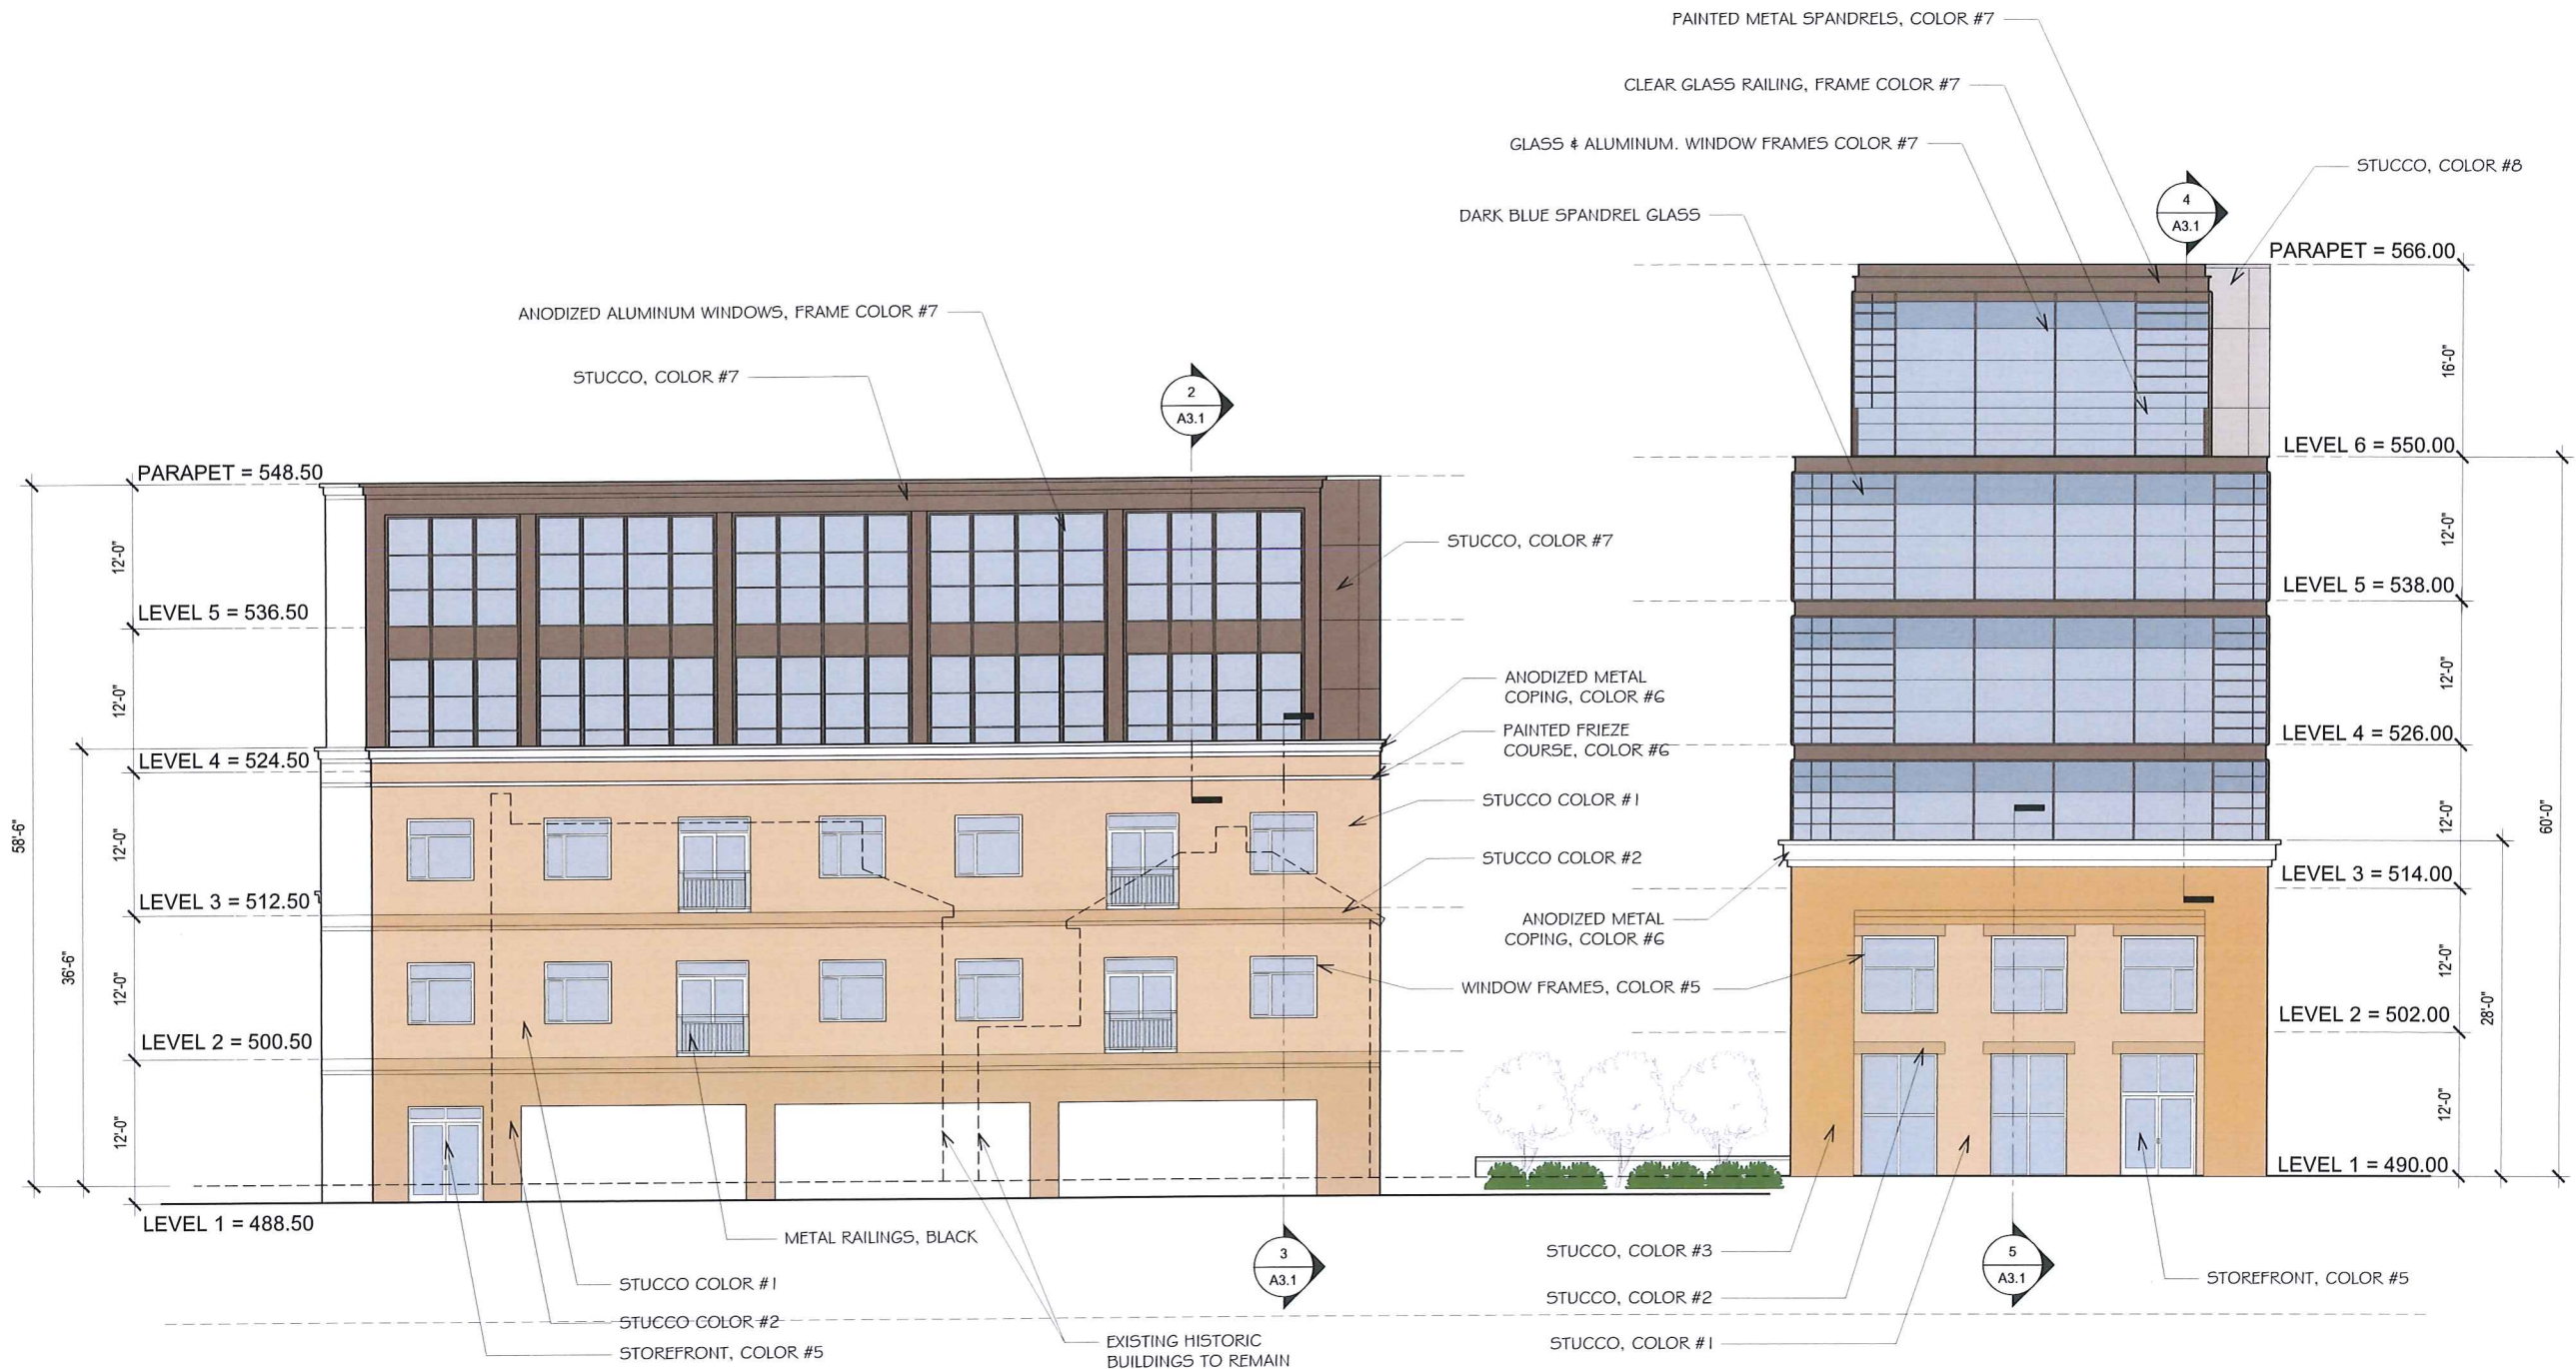 PAINTED METAL SPANDRELS, COLOR #7
CLEAR GLASS RAILING, FRAME COLOR #7
GLASS & ALUMINUM. WINDOW FRAMES COLOR #7
STUCCO, COLOR #8
DARK BLUE SPANDREL GLASS
4
A3.1
PARAPET = 566.00
ANODIZED ALUMINUM WINDOWS, FRAME COLOR #7
STUCCO, COLOR #7
2
A3.1
16'-0"
LEVEL 6 = 550.00
PARAPET = 548.50
12'-0"
STUCCO, COLOR #7
12'-0"
LEVEL 5 = 536.50
LEVEL 5 = 538.00
12'-0"
ANODIZED METAL
COPING, COLOR #6
12'-0"
PAINTED FRIEZE
COURSE, COLOR #6
LEVEL 4 = 524.50
LEVEL 4 = 526.00
58'-6"
12'-0"
STUCCO COLOR #1
12'-0"
60'-0"
STUCCO COLOR #2
LEVEL 3 = 512.50
LEVEL 3 = 514.00
ANODIZED METAL
COPING, COLOR #6
36'-6"
12'-0"
WINDOW FRAMES, COLOR #5
12'-0"
28'-0"
LEVEL 2 = 500.50
LEVEL 2 = 502.00
12'-0"
12'-0"
LEVEL 1 = 490.00
LEVEL 1 = 488.50
METAL RAILINGS, BLACK
3
A3.1
STUCCO, COLOR #3
5
A3.1
STUCCO COLOR #1
STOREFRONT, COLOR #5
STUCCO, COLOR #2
STUCCO COLOR #2
STOREFRONT, COLOR #5
EXISTING HISTORIC
BUILDINGS TO REMAIN
STUCCO, COLOR #1